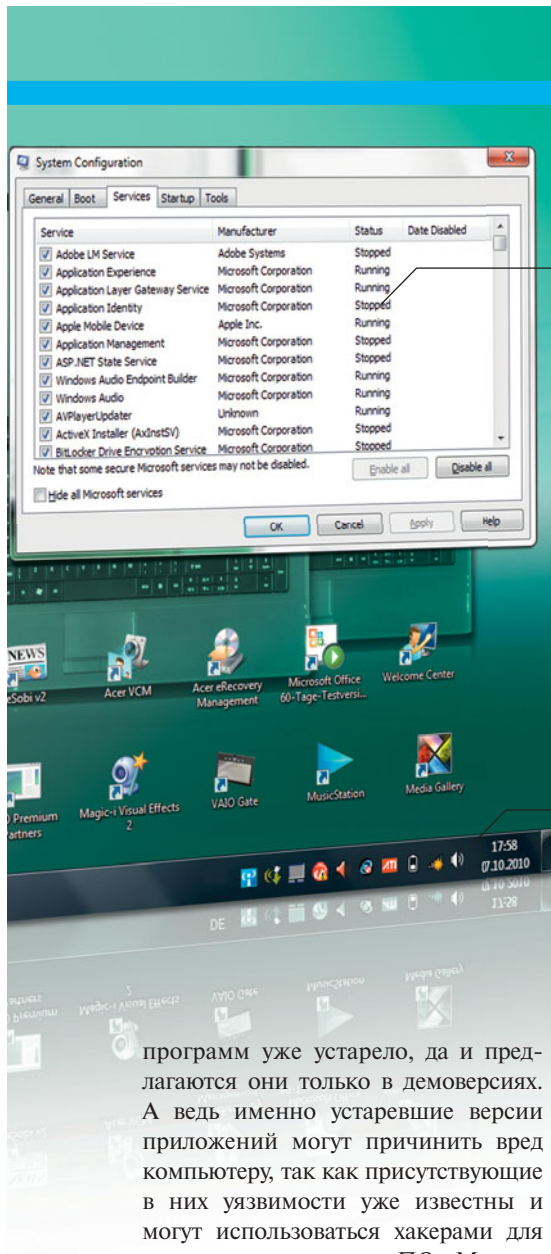 System Configuration
General Boot Services Startup Tools
Service Manufacturer Status Date Disabled
Adobe LM Service Adobe Systems Stopped
Application Experience Microsoft Corporation Running
Application Layer Gateway Service Microsoft Corporation Running
Application Identity Microsoft Corporation Stopped
Apple Mobile Device Apple Inc. Running
Application Management Microsoft Corporation Stopped
ASP.NET State Service Microsoft Corporation Stopped
Windows Audio Endpoint Builder Microsoft Corporation Running
Windows Audio Microsoft Corporation Running
AVPlayerUpdater Unknown Running
ActiveX Installer (AxInstSV) Microsoft Corporation Stopped
BitLocker Drive Encryption Service Microsoft Corporation Stopped
Note that some secure Microsoft services may not be disabled.
Enable all Disable all
Hide all Microsoft services
OK Cancel Apply Help
NEWS
eSobi v2
Acer VCM
Acer eRecovery
Management
Microsoft Office
60-Tage-Testversi...
Welcome Center
Premium
artners
Magic-i Visual Effects
2
VAIO Gate
MusicStation
Media Gallery
ATI
17:58
07.10.2010
DE
программ уже устарело, да и пред-
лагаются они только в демоверсиях.
А ведь именно устаревшие версии
приложений могут причинить вред
компьютеру, так как присутствующие
в них уязвимости уже известны и
могут использоваться хакерами для